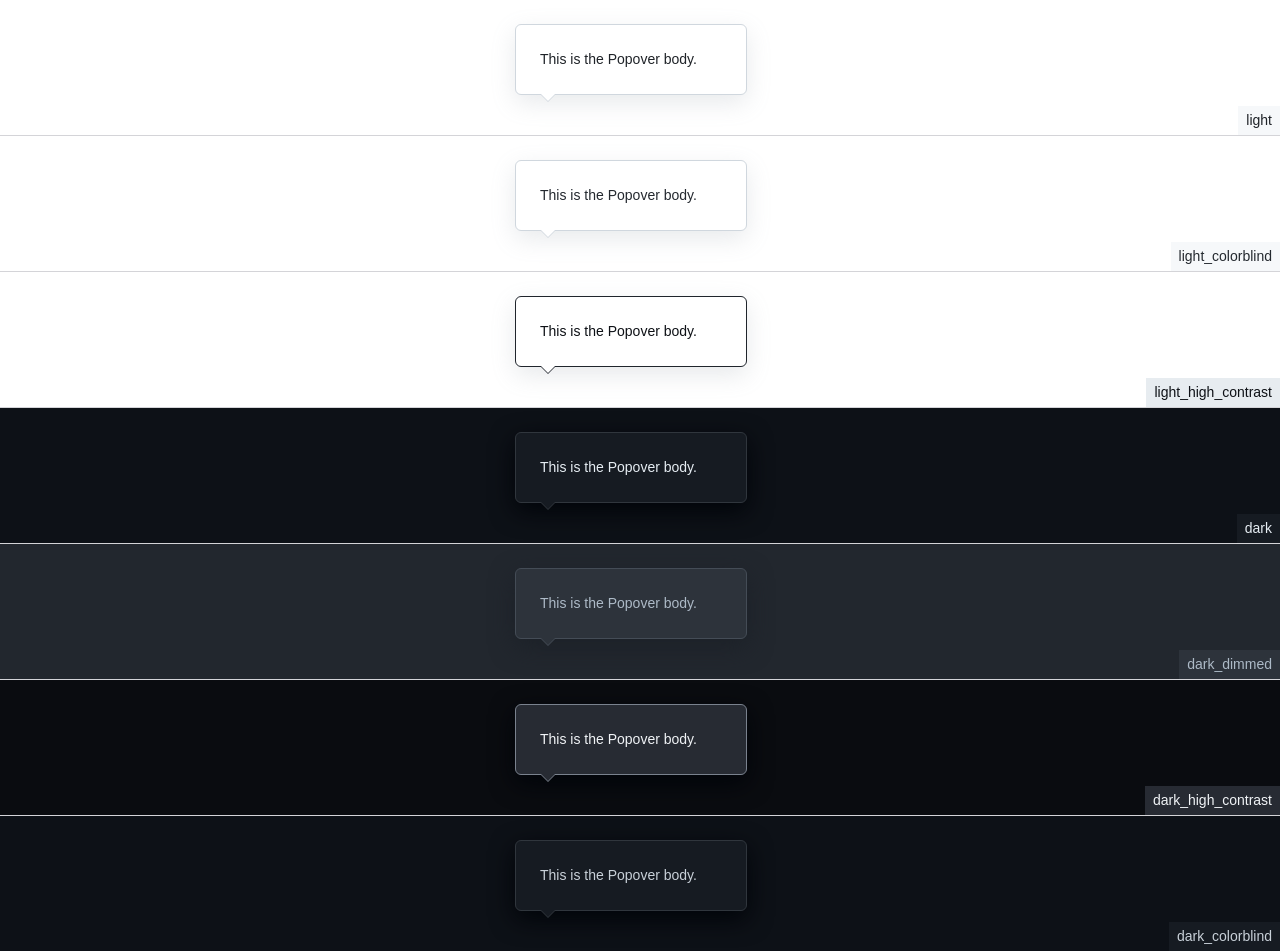 This is the Popover body.
light
This is the Popover body.
light_colorblind
This is the Popover body.
light_high_contrast
This is the Popover body.
dark
This is the Popover body.
dark_dimmed
This is the Popover body.
dark_high_contrast
This is the Popover body.
dark_colorblind